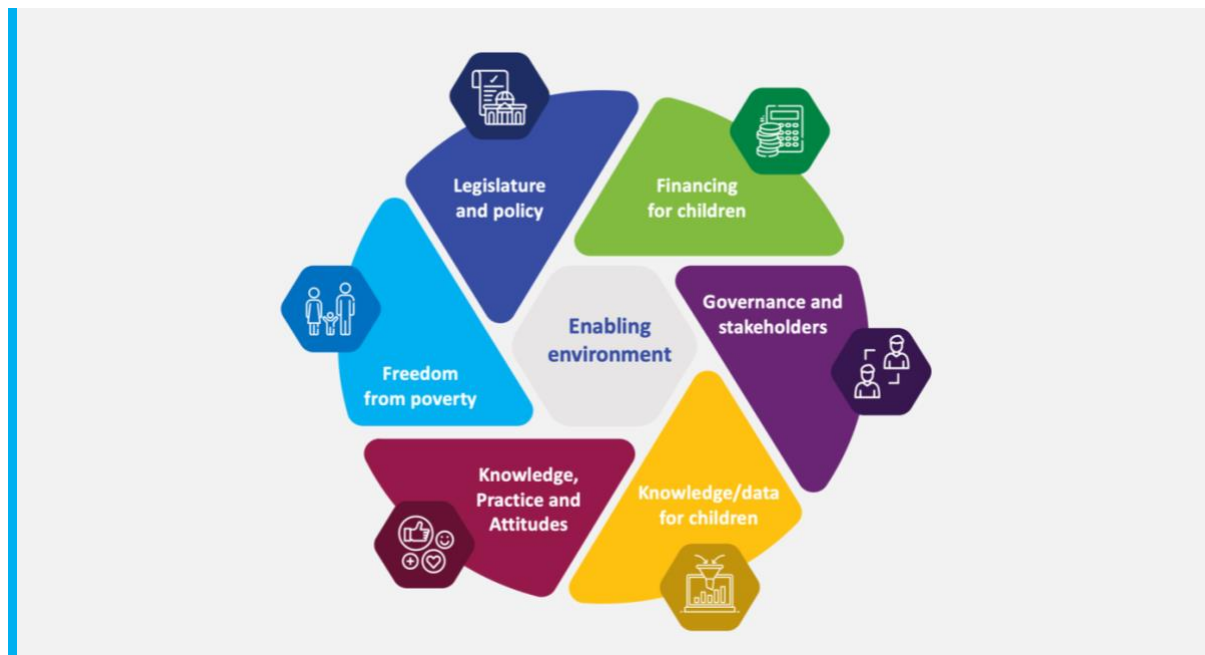 Legislature
and policy
Financing
for children
Governance and
stakeholders
Enabling
environment
Freedom
from poverty
Knowledge,
Practice and
Attitudes
Knowledge/data
for children